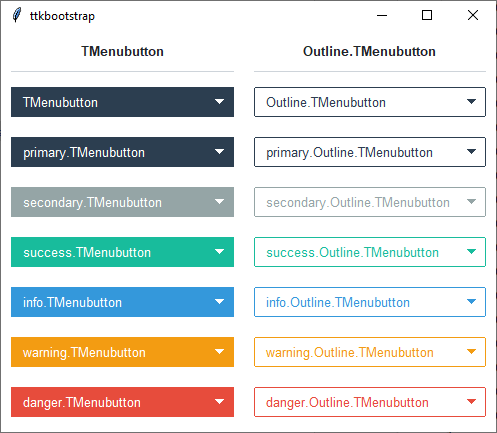 ttkbootstrap
TMenubutton
Outline.TMenubutton
TMenubutton
Outline.TMenubutton
primary.TMenubutton
primary.Outline.TMenubutton
secondary.TMenubutton
secondary.Outline.TMenubutton
success.TMenubutton
success.Outline.TMenubutton
info.TMenubutton
info.Outline.TMenubutton
warning.TMenubutton
warning.Outline.TMenubutton
danger.TMenubutton
danger.Outline.TMenubutton